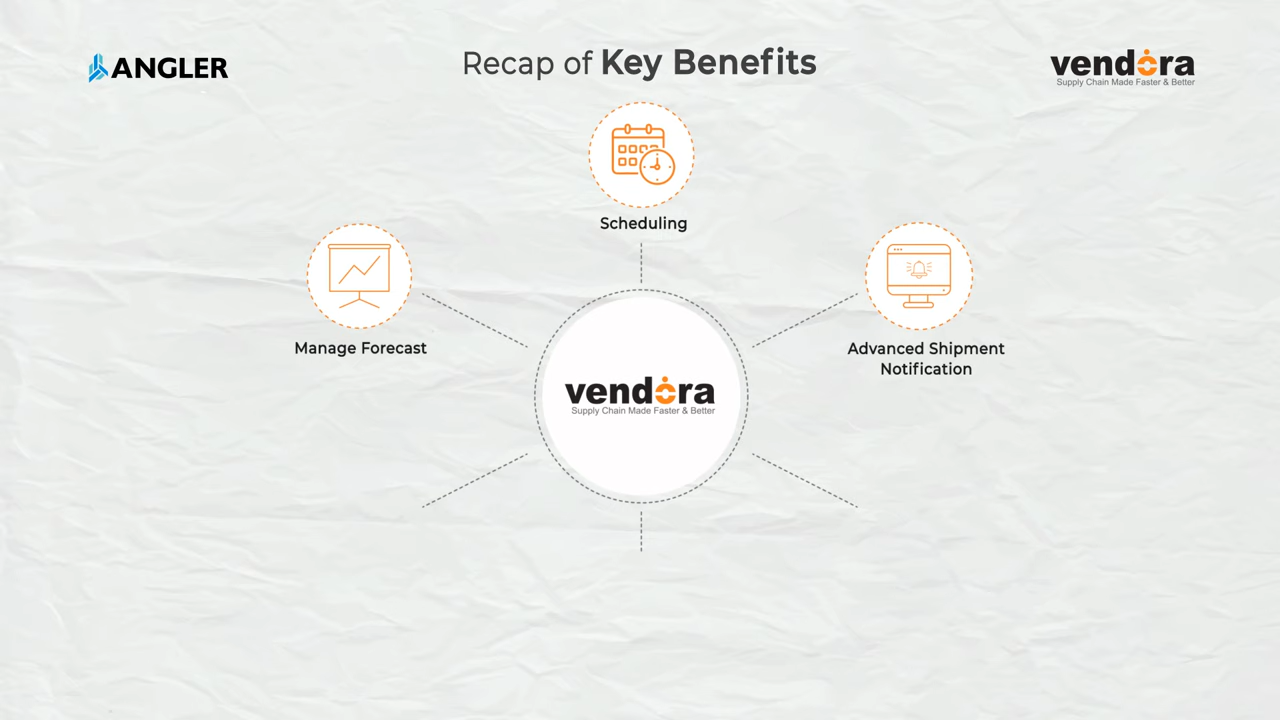 ANGLER
Recap of Key Benefits
vendora
Supply Chain Made Faster & Better
Scheduling
Manage Forecast
Advanced Shipment
Notification
vendora
Supply Chain Made Faster & Better